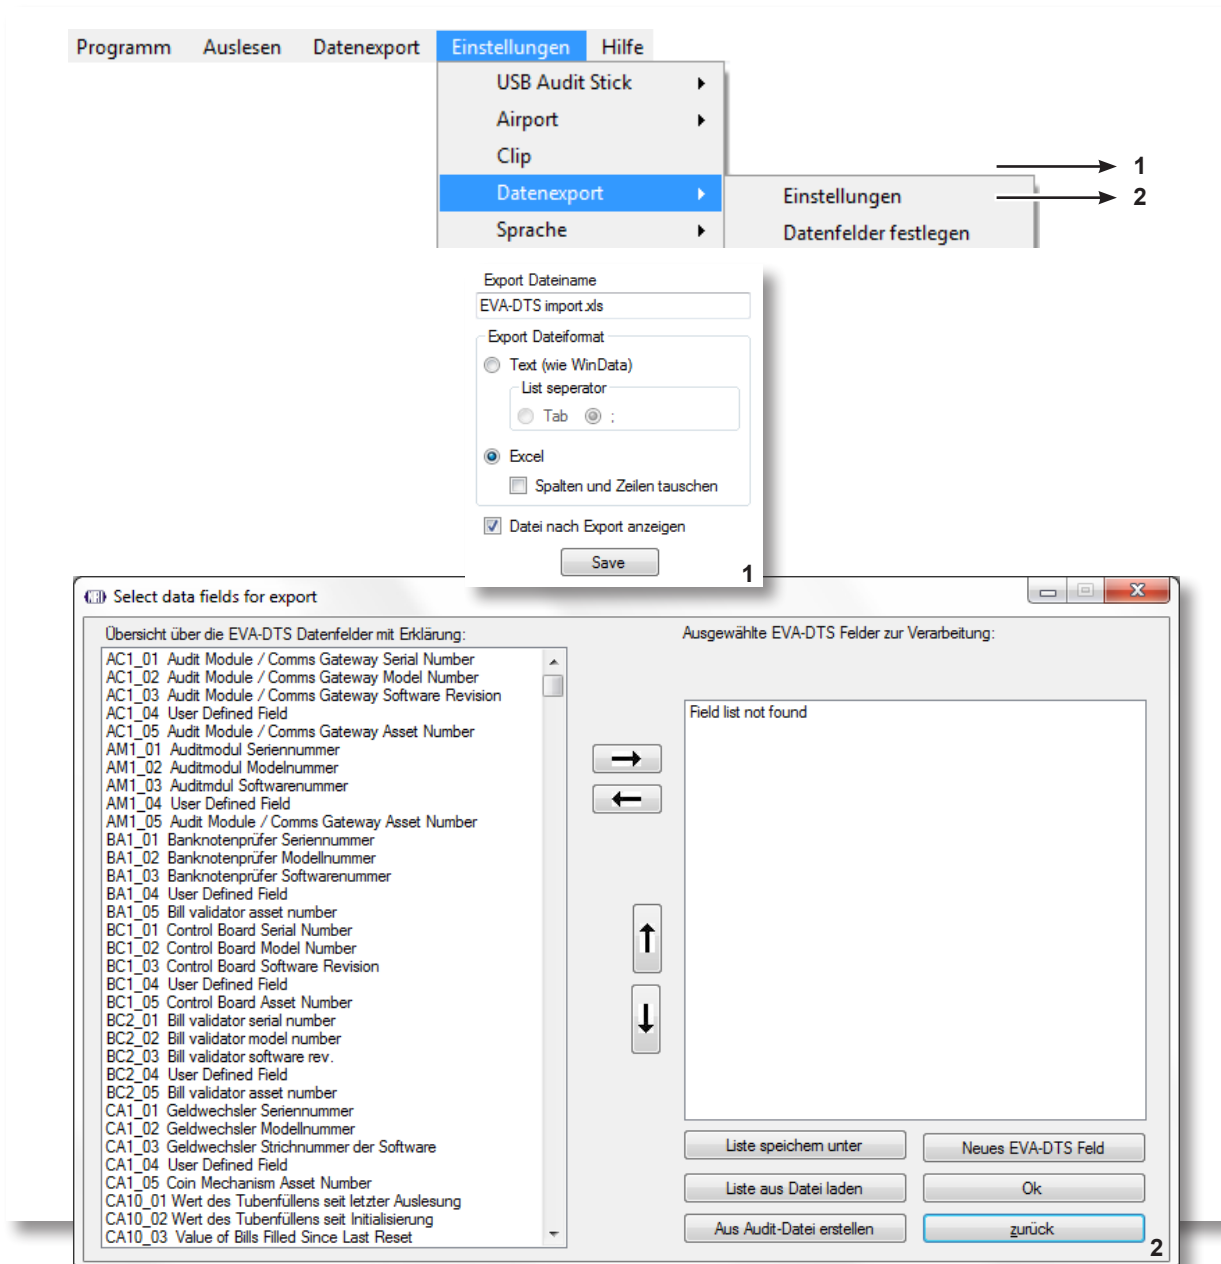 Programm Auslesen Datenexport Einstellungen Hilfe
USB Audit Stick
Airport
Clip
1
Datenexport
Einstellungen
2
Sprache
Datenfelder festlegen
Export Dateiname
EVA-DTS import.xls
Export Dateiformat
Text (wie WinData)
List seperator
Tab ;
Excel
Spalten und Zeilen tauschen
Datei nach Export anzeigen
Save
1
Select data fields for export
Übersicht über die EVA-DTS Datenfelder mit Erklärung:
AC1_01 Audit Module / Comms Gateway Serial Number
AC1_02 Audit Module / Comms Gateway Model Number
AC1_03 Audit Module / Comms Gateway Software Revision
AC1_04 User Defined Field
AC1_05 Audit Module / Comms Gateway Asset Number
AM1_01 Auditmodul Seriennummer
AM1_02 Auditmodul Modelnummer
AM1_03 Auditmdul Softwarenummer
AM1_04 User Defined Field
AM1_05 Audit Module / Comms Gateway Asset Number
BA1_01 Banknotenprüfer Seriennummer
BA1_02 Banknotenprüfer Modellnummer
BA1_03 Banknotenprüfer Softwarenummer
BA1_04 User Defined Field
BA1_05 Bill validator asset number
BC1_01 Control Board Serial Number
BC1_02 Control Board Model Number
BC1_03 Control Board Software Revision
BC1_04 User Defined Field
BC1_05 Control Board Asset Number
BC2_01 Bill validator serial number
BC2_02 Bill validator model number
BC2_03 Bill validator software rev.
BC2_04 User Defined Field
BC2_05 Bill validator asset number
CA1_01 Geldwechsler Seriennummer
CA1_02 Geldwechsler Modellnummer
CA1_03 Geldwechsler Strichnummer der Software
CA1_04 User Defined Field
CA1_05 Coin Mechanism Asset Number
CA10_01 Wert des Tubenfüllens seit letzter Auslesung
CA10_02 Wert des Tubenfüllens seit Initialisierung
CA10_03 Value of Bills Filled Since Last Reset
Ausgewählte EVA-DTS Felder zur Verarbeitung:
Field list not found
Liste speichern unter
Neues EVA-DTS Feld
Liste aus Datei laden
Ok
Aus Audit-Datei erstellen
zurück
2